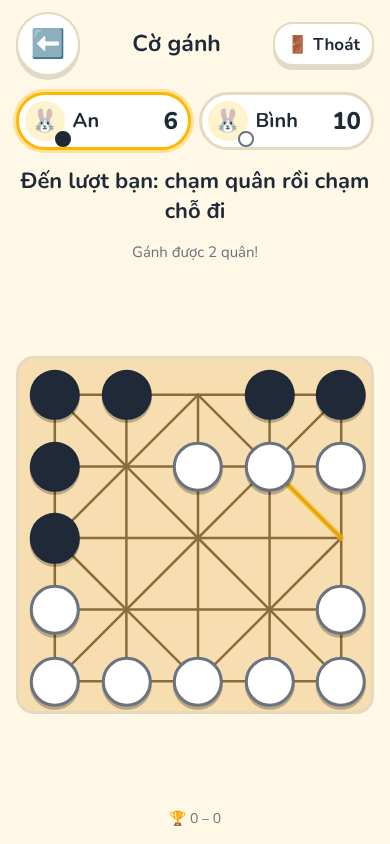 Cờ gánh
Thoát
An 6
Bình 10
Đến lượt bạn: chạm quân rồi chạm
chỗ đi
Gánh được 2 quân!
0 – 0